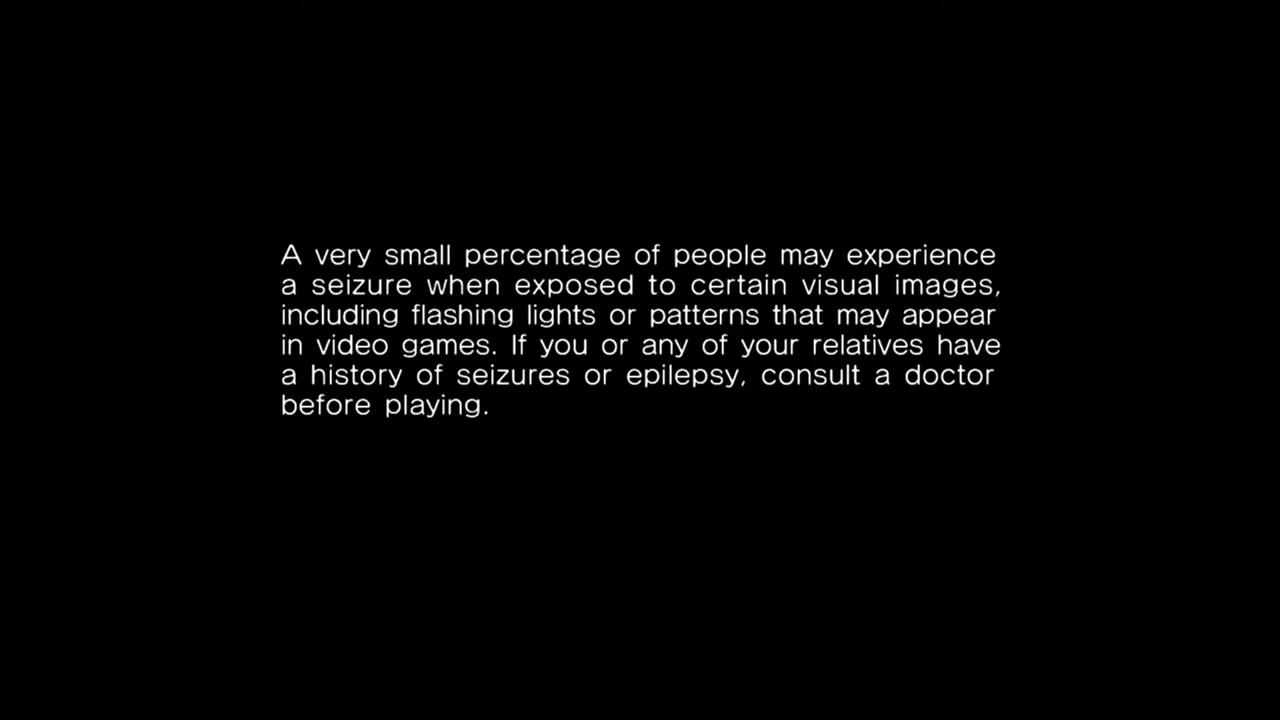 A very small percentage of people may experience
a seizure when exposed to certain visual images,
including flashing lights or patterns that may appear
in video games. If you or any of your relatives have
a history of seizures or epilepsy, consult a doctor
before playing.